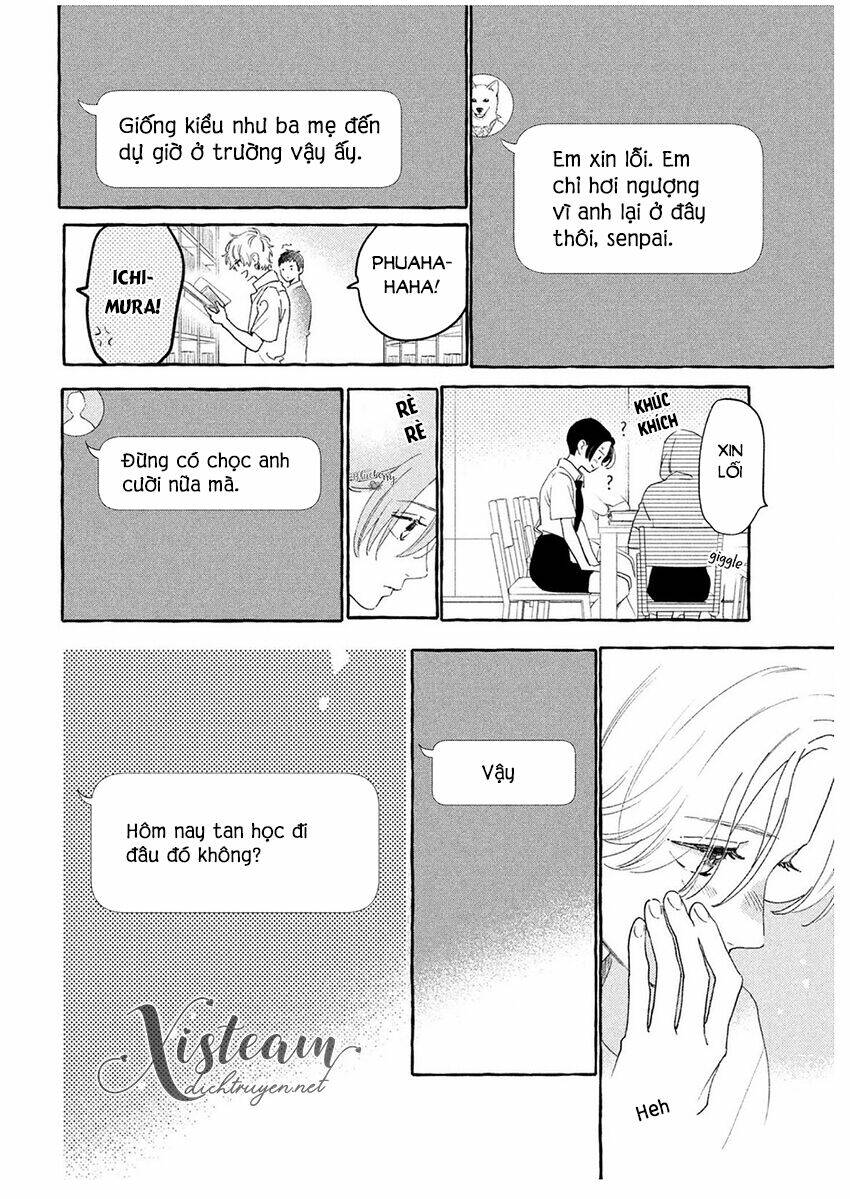 Em xin lỗi. Em
chỉ hơi ngượng
vì anh lại ở đây
thôi, senpai.
Giống kiểu như ba mẹ đến
dự giờ ở trường vậy ấy.
PHUAHA-
HAHA!
ICHI-
MURA!
XIN
LỖI
KHÚC
KHÍCH
?
?
giggle
RÈ
RÈ
Blueberry
Đừng có chọc anh
cười nữa mà.
Heh
Vậy
Hôm nay tan học đi
đâu đó không?
Xisteam
dichtruyen.net